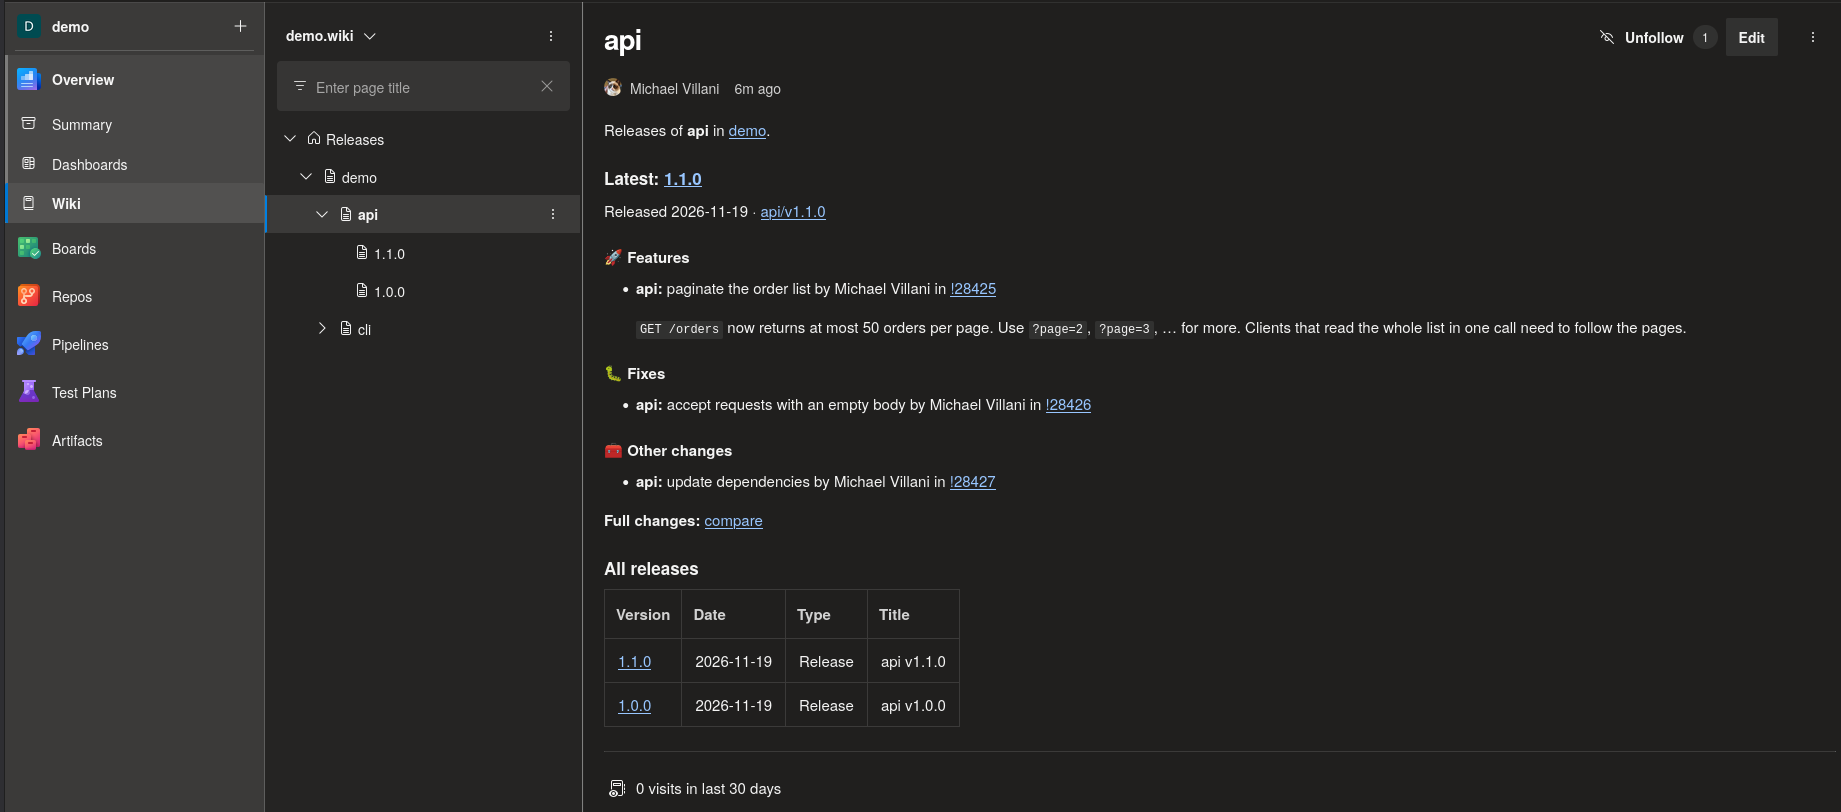 D demo
Overview
Summary
Dashboards
Wiki
Boards
Repos
Pipelines
Test Plans
Artifacts
demo.wiki
Enter page title
Releases
demo
api
1.1.0
1.0.0
cli
api
Unfollow 1 Edit
Michael Villani 6m ago
Releases of api in demo.
Latest: 1.1.0
Released 2026-11-19 · api/v1.1.0
🚀 Features
• api: paginate the order list by Michael Villani in !28425
GET /orders now returns at most 50 orders per page. Use ?page=2, ?page=3, … for more. Clients that read the whole list in one call need to follow the pages.
🐛 Fixes
• api: accept requests with an empty body by Michael Villani in !28426
🧰 Other changes
• api: update dependencies by Michael Villani in !28427
Full changes: compare
All releases
Version Date Type Title
1.1.0 2026-11-19 Release api v1.1.0
1.0.0 2026-11-19 Release api v1.0.0
0 visits in last 30 days